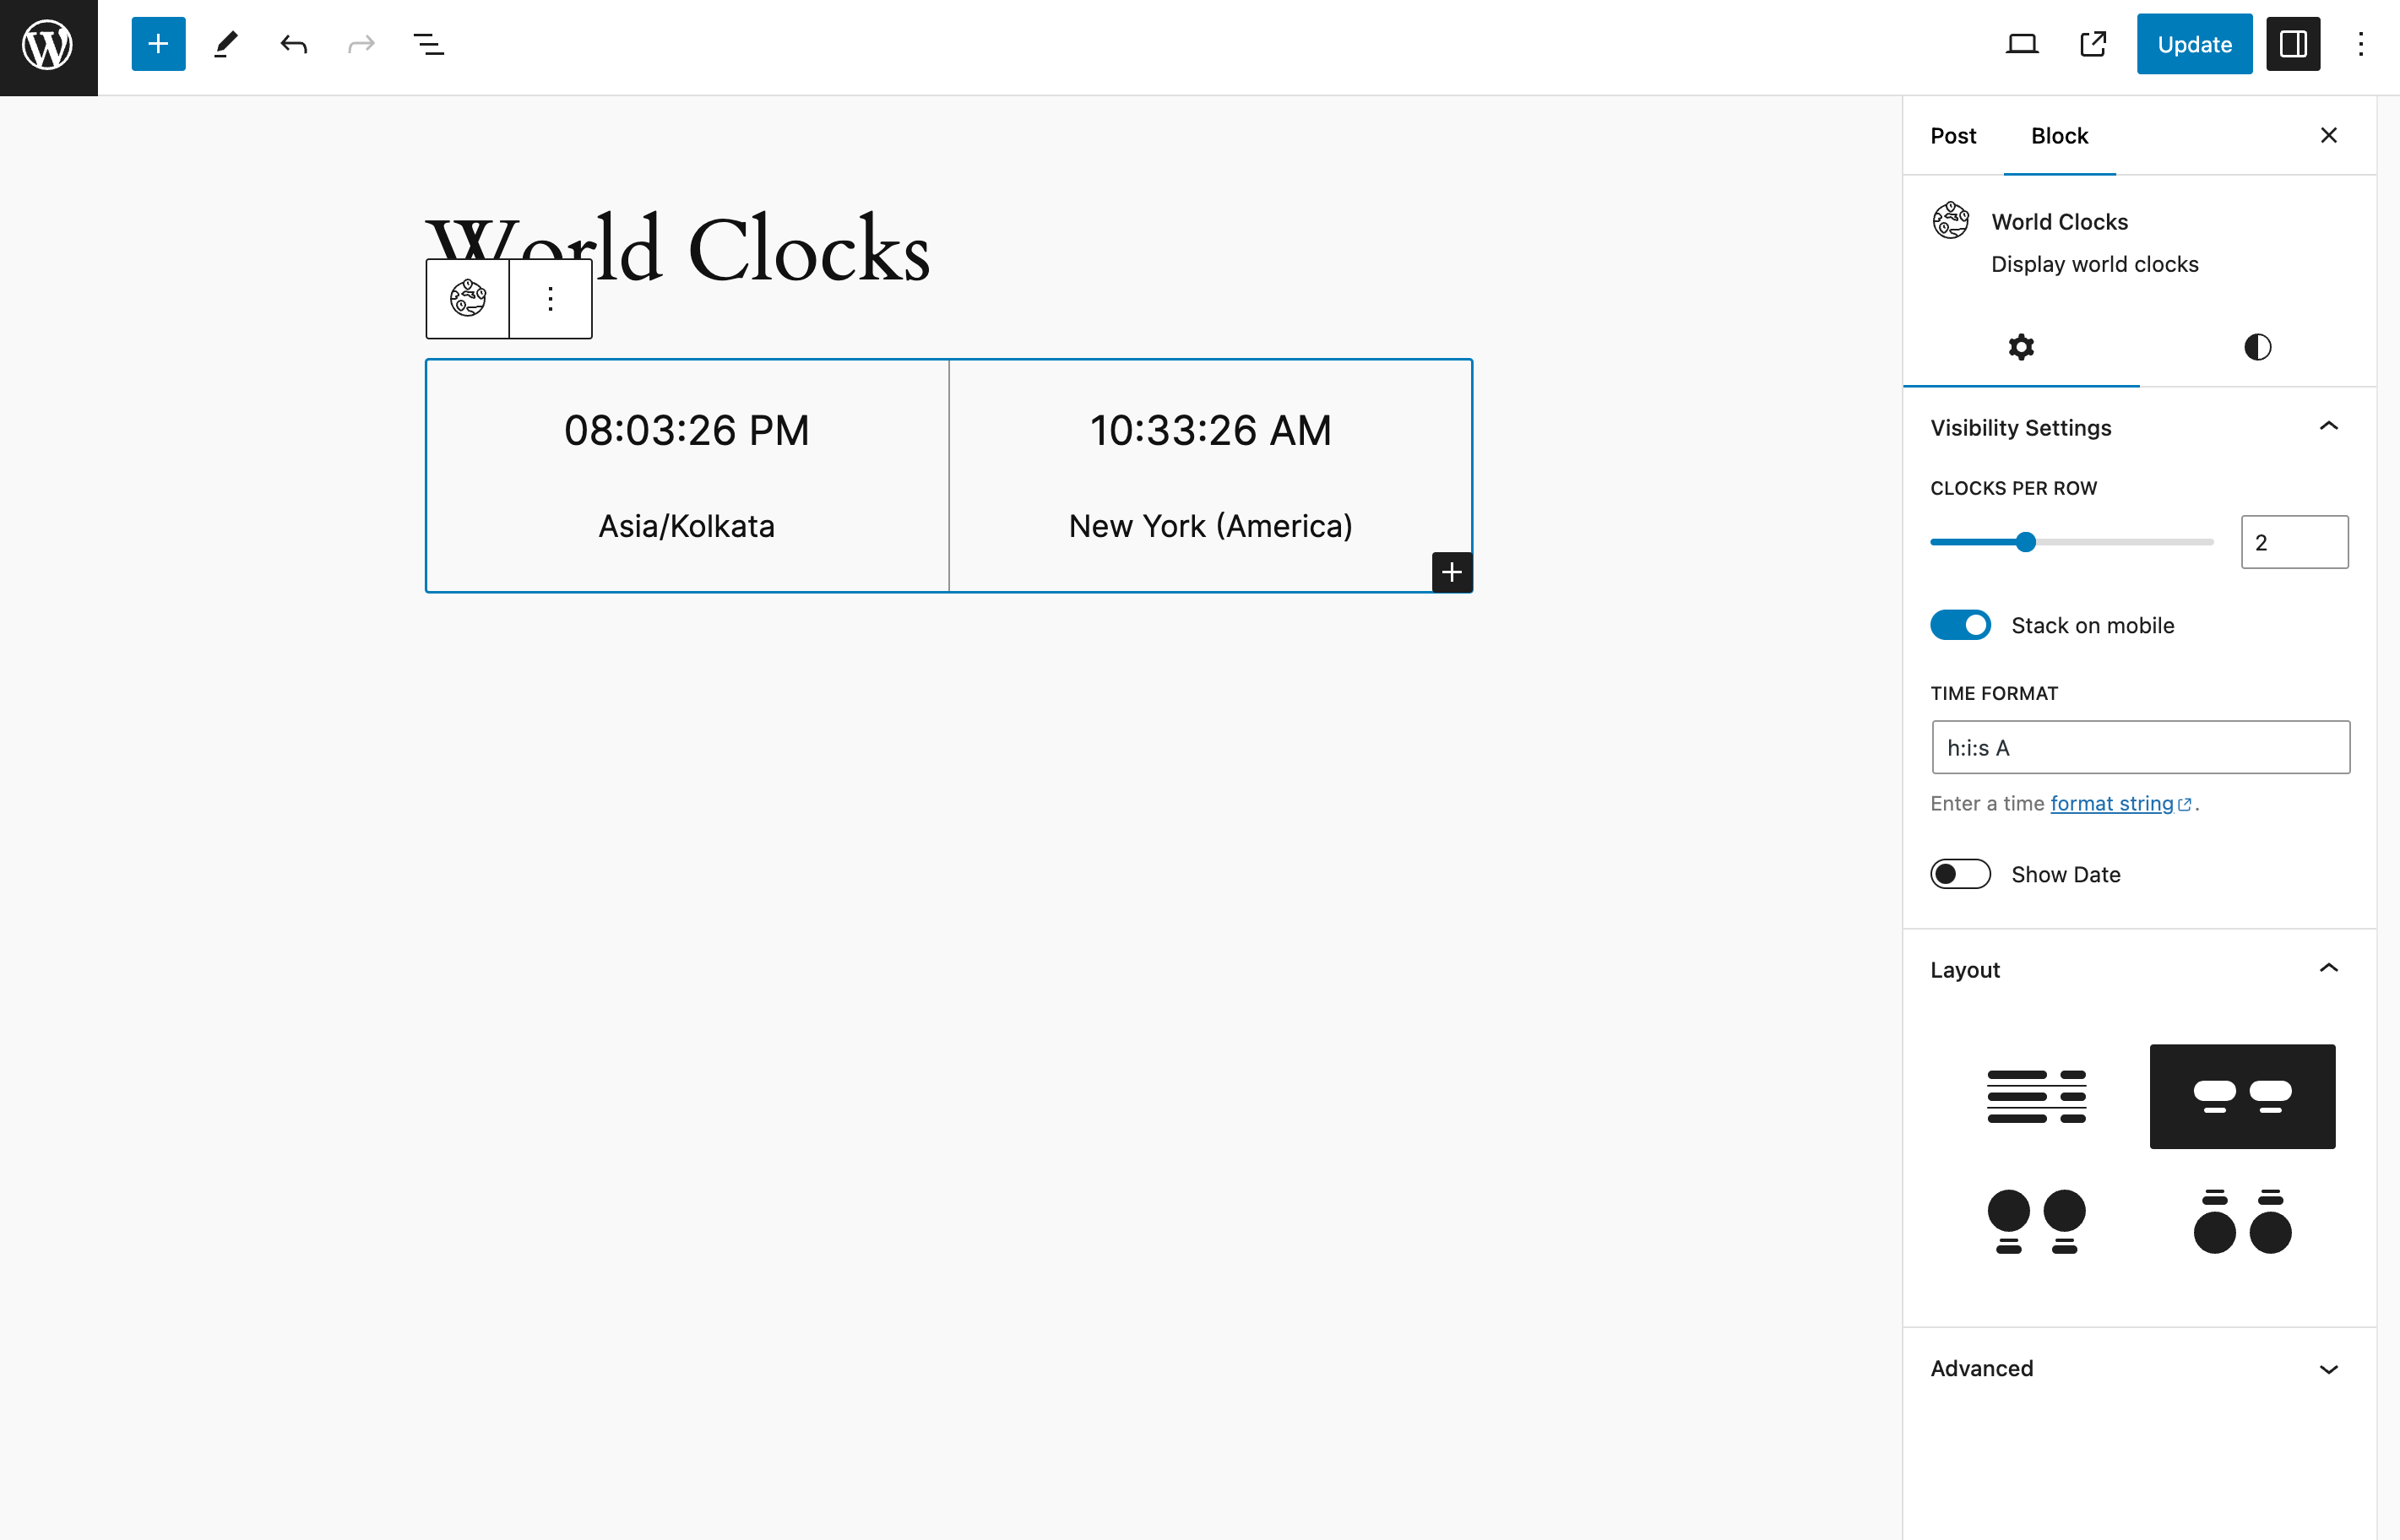 Update
World Clocks
08:03:26 PM
10:33:26 AM
Asia/Kolkata
New York (America)
Post
Block
World Clocks
Display world clocks
Visibility Settings
CLOCKS PER ROW
2
Stack on mobile
TIME FORMAT
h:i:s A
Enter a time format string.
Show Date
Layout
Advanced